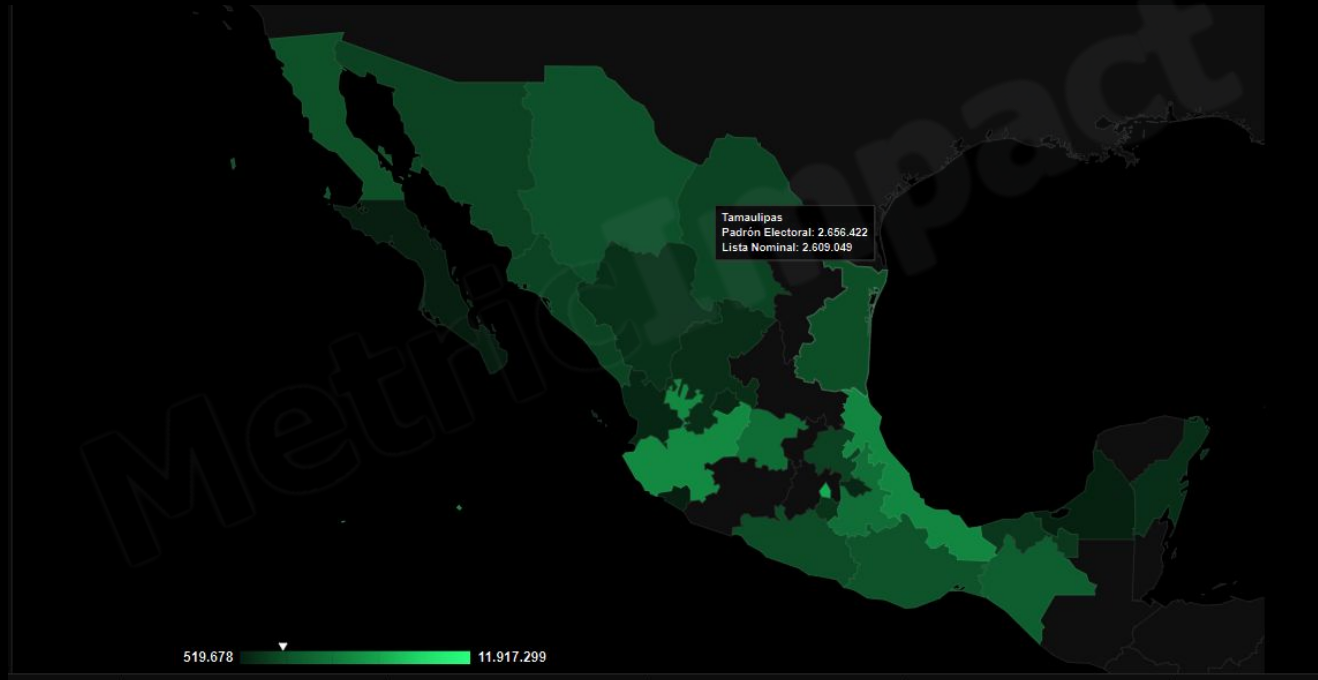 MetricImpact
Tamaulipas
Padrón Electoral: 2.656.422
Lista Nominal: 2.609.049
519.678
11.917.299